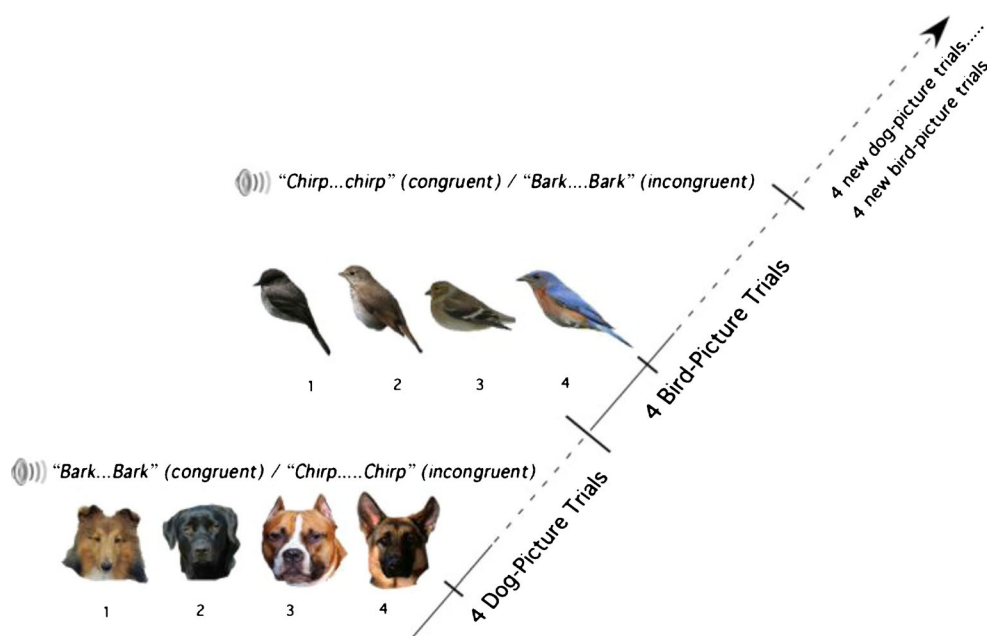 4 new dog-picture trials.....
4 new bird-picture trials
"Chirp...chirp" (congruent) / "Bark....Bark" (incongruent)
4 Bird-Picture Trials
1 2 3 4
"Bark...Bark" (congruent) / "Chirp.....Chirp" (incongruent)
4 Dog-Picture Trials
1 2 3 4